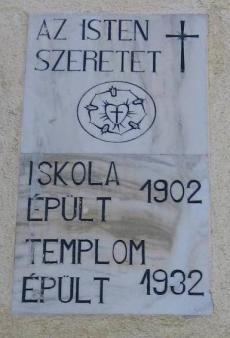 AZ ISTEN
SZERETET
ISKOLA
ÉPÜLT 1902
TEMPLOM
ÉPÜLT 1932